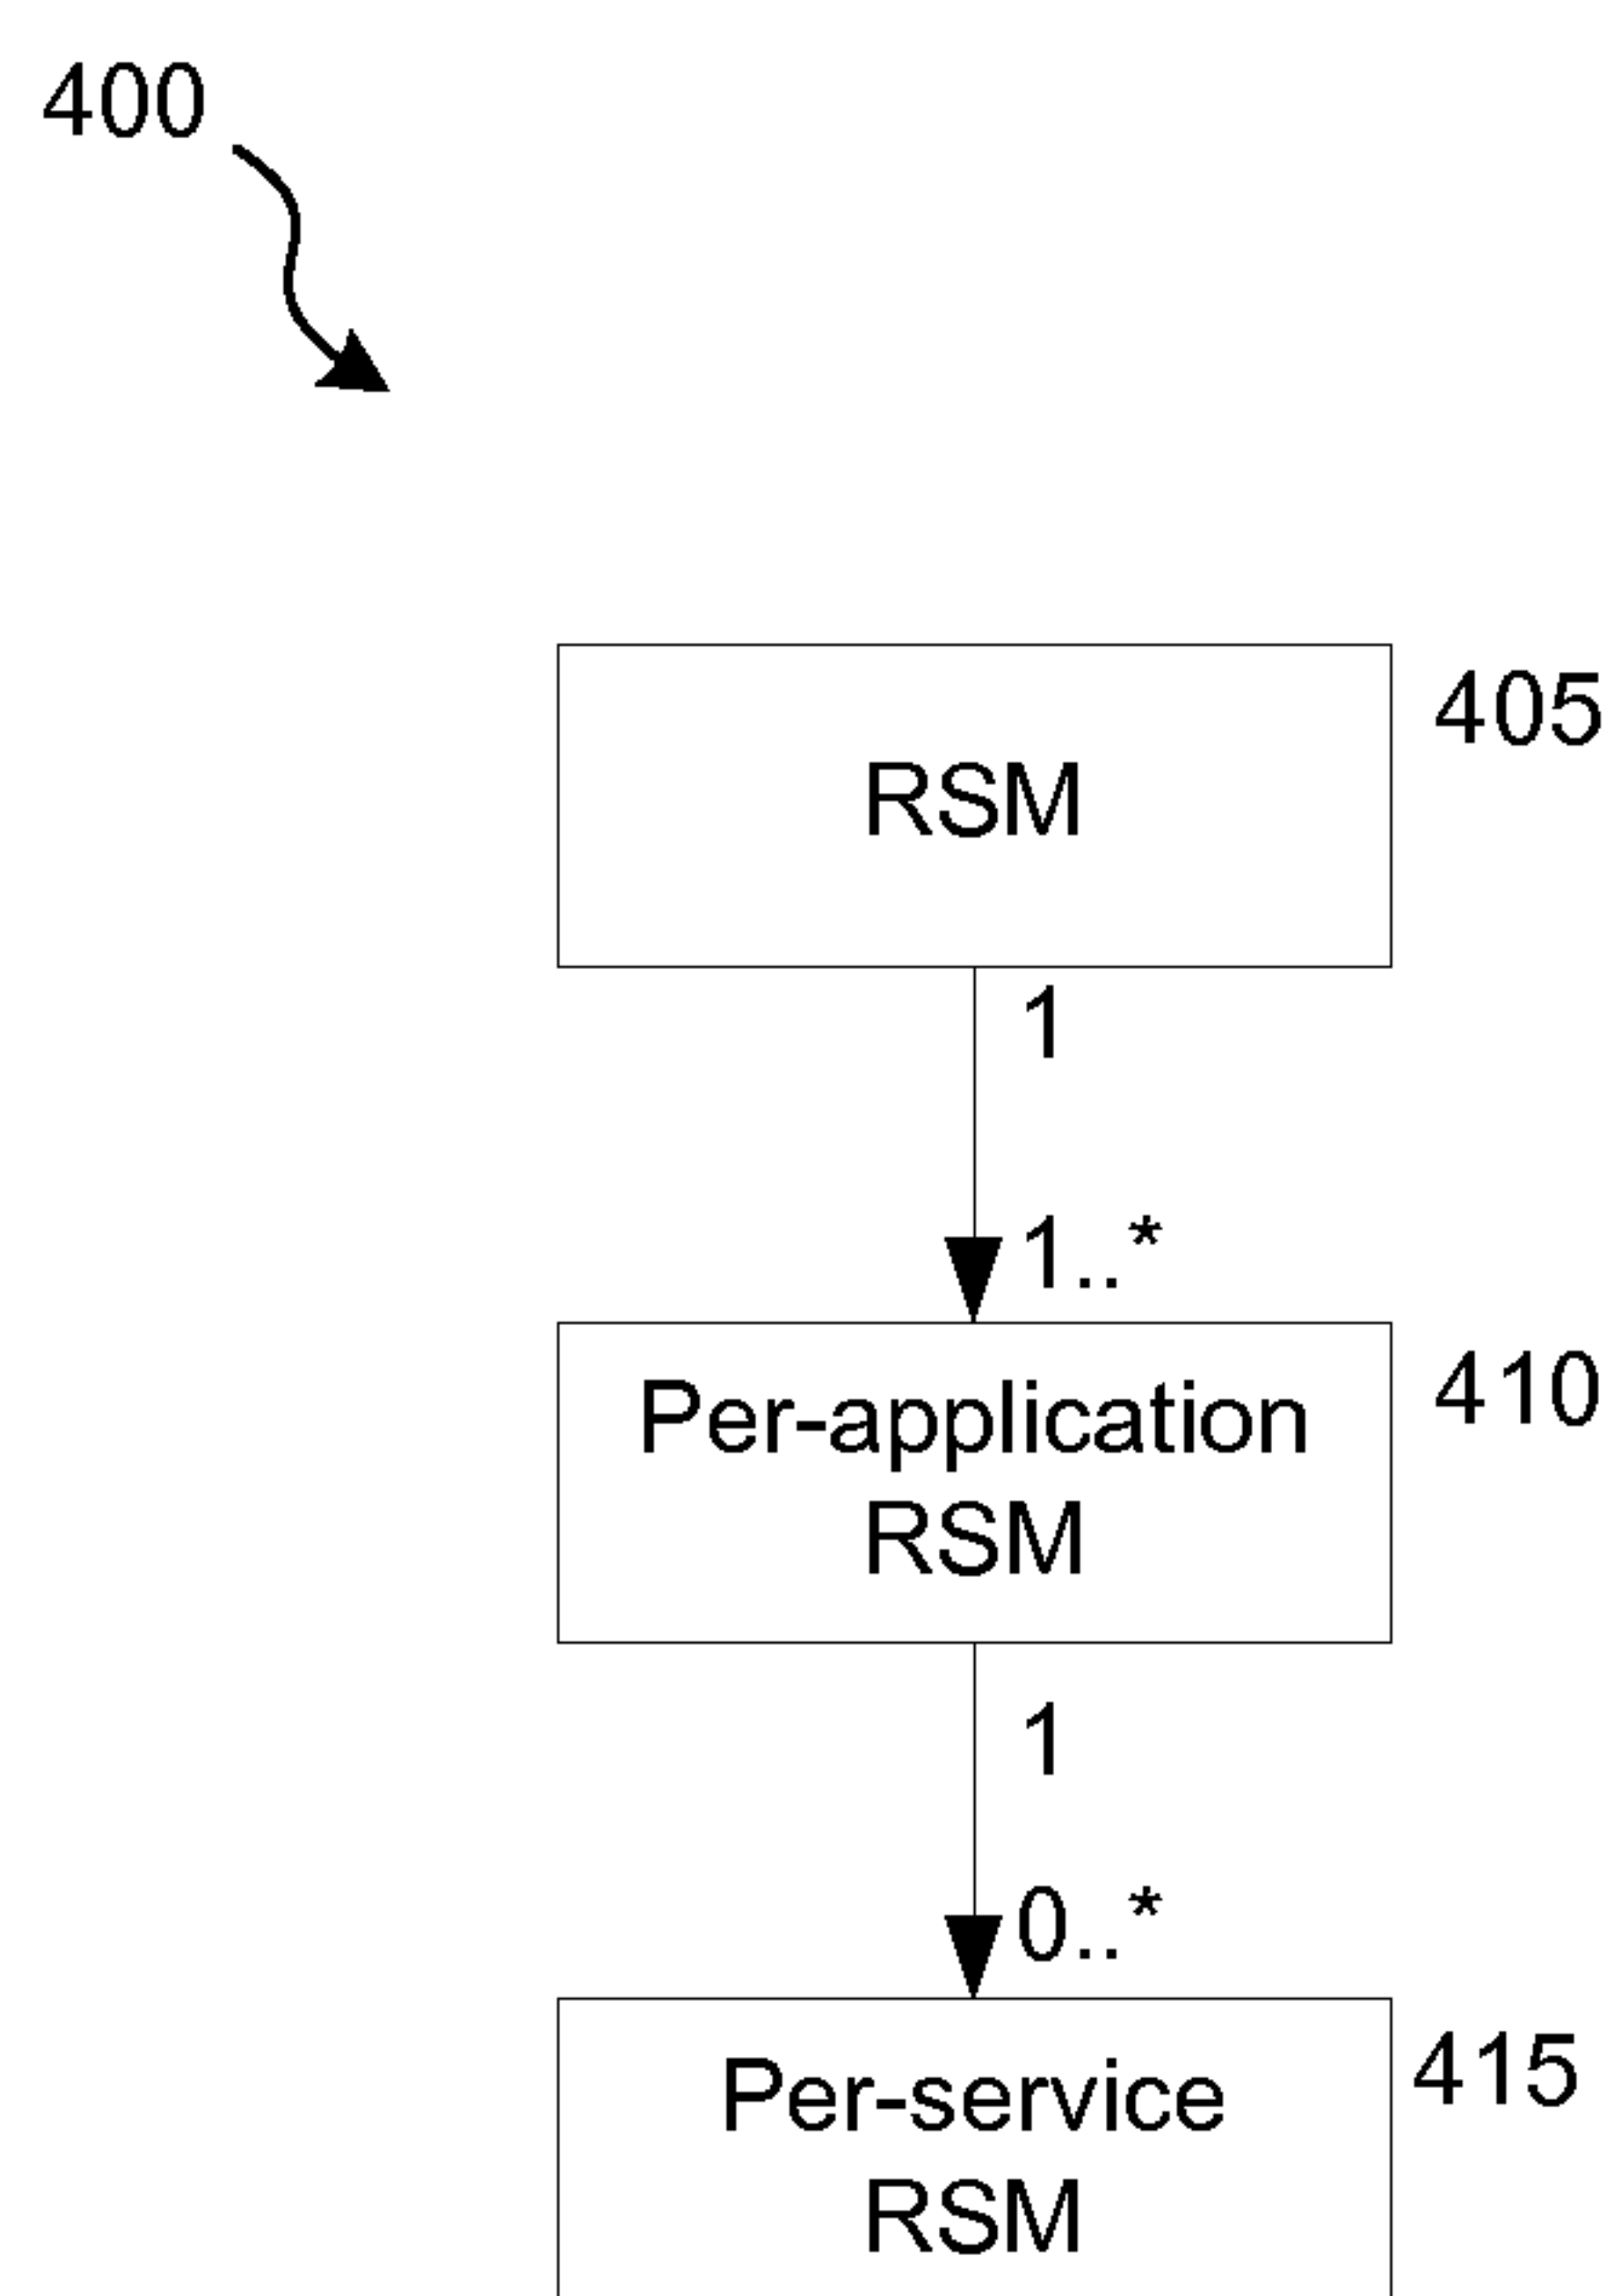 400
RSM
405
1
1..*
Per-application
RSM
410
1
0..*
Per-service
RSM
415